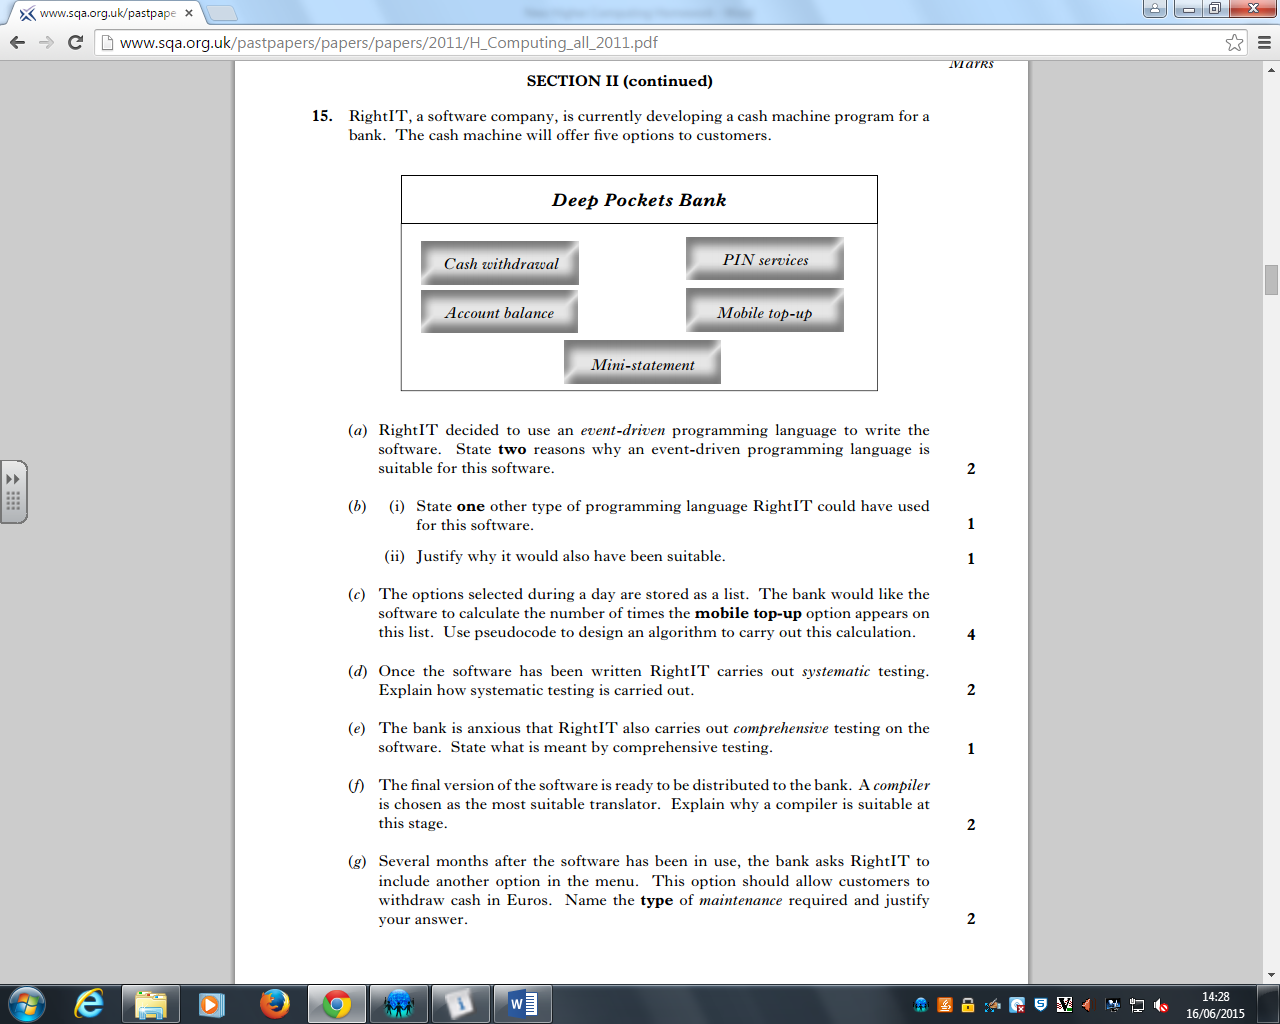 www.sqa.org.uk/pastpape
www.sqa.org.uk/pastpapers/papers/papers/2011/H_Computing_all_2011.pdf
Marks
SECTION II (continued)
15. RightIT, a software company, is currently developing a cash machine program for a
bank. The cash machine will offer five options to customers.
Deep Pockets Bank
Cash withdrawal
PIN services
Account balance
Mobile top-up
Mini-statement
(a) RightIT decided to use an event-driven programming language to write the
software. State two reasons why an event-driven programming language is
suitable for this software. 2
(b) (i) State one other type of programming language RightIT could have used
for this software. 1
(ii) Justify why it would also have been suitable. 1
(c) The options selected during a day are stored as a list. The bank would like the
software to calculate the number of times the mobile top-up option appears on
this list. Use pseudocode to design an algorithm to carry out this calculation. 4
(d) Once the software has been written RightIT carries out systematic testing.
Explain how systematic testing is carried out. 2
(e) The bank is anxious that RightIT also carries out comprehensive testing on the
software. State what is meant by comprehensive testing. 1
(f) The final version of the software is ready to be distributed to the bank. A compiler
is chosen as the most suitable translator. Explain why a compiler is suitable at
this stage. 2
(g) Several months after the software has been in use, the bank asks RightIT to
include another option in the menu. This option should allow customers to
withdraw cash in Euros. Name the type of maintenance required and justify
your answer. 2
14:28
16/06/2015